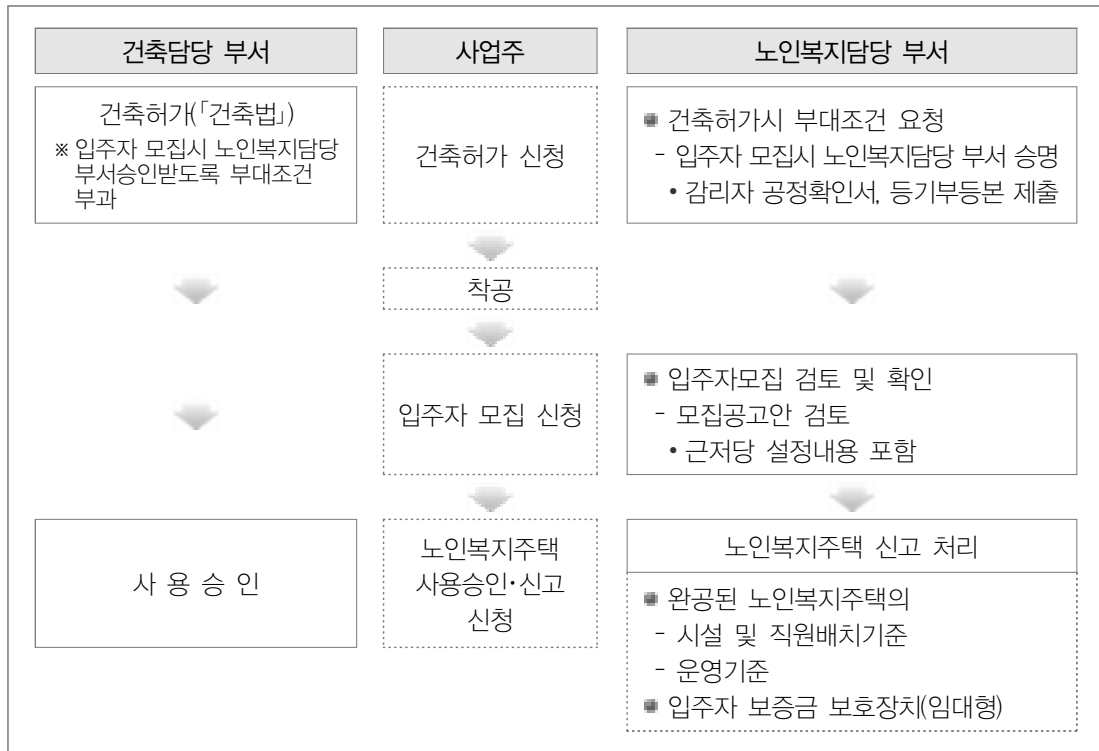 건축담당 부서
사업주
노인복지담당 부서
건축허가(「건축법」)
※ 입주자 모집시 노인복지담당
부서승인받도록 부대조건
부과
건축허가 신청
건축허가시 부대조건 요청
- 입주자 모집시 노인복지담당 부서 승명
• 감리자 공정확인서, 등기부등본 제출
착공
입주자 모집 신청
입주자모집 검토 및 확인
- 모집공고안 검토
• 근저당 설정내용 포함
사 용 승 인
노인복지주택
사용승인·신고
신청
노인복지주택 신고 처리
완공된 노인복지주택의
- 시설 및 직원배치기준
- 운영기준
입주자 보증금 보호장치(임대형)